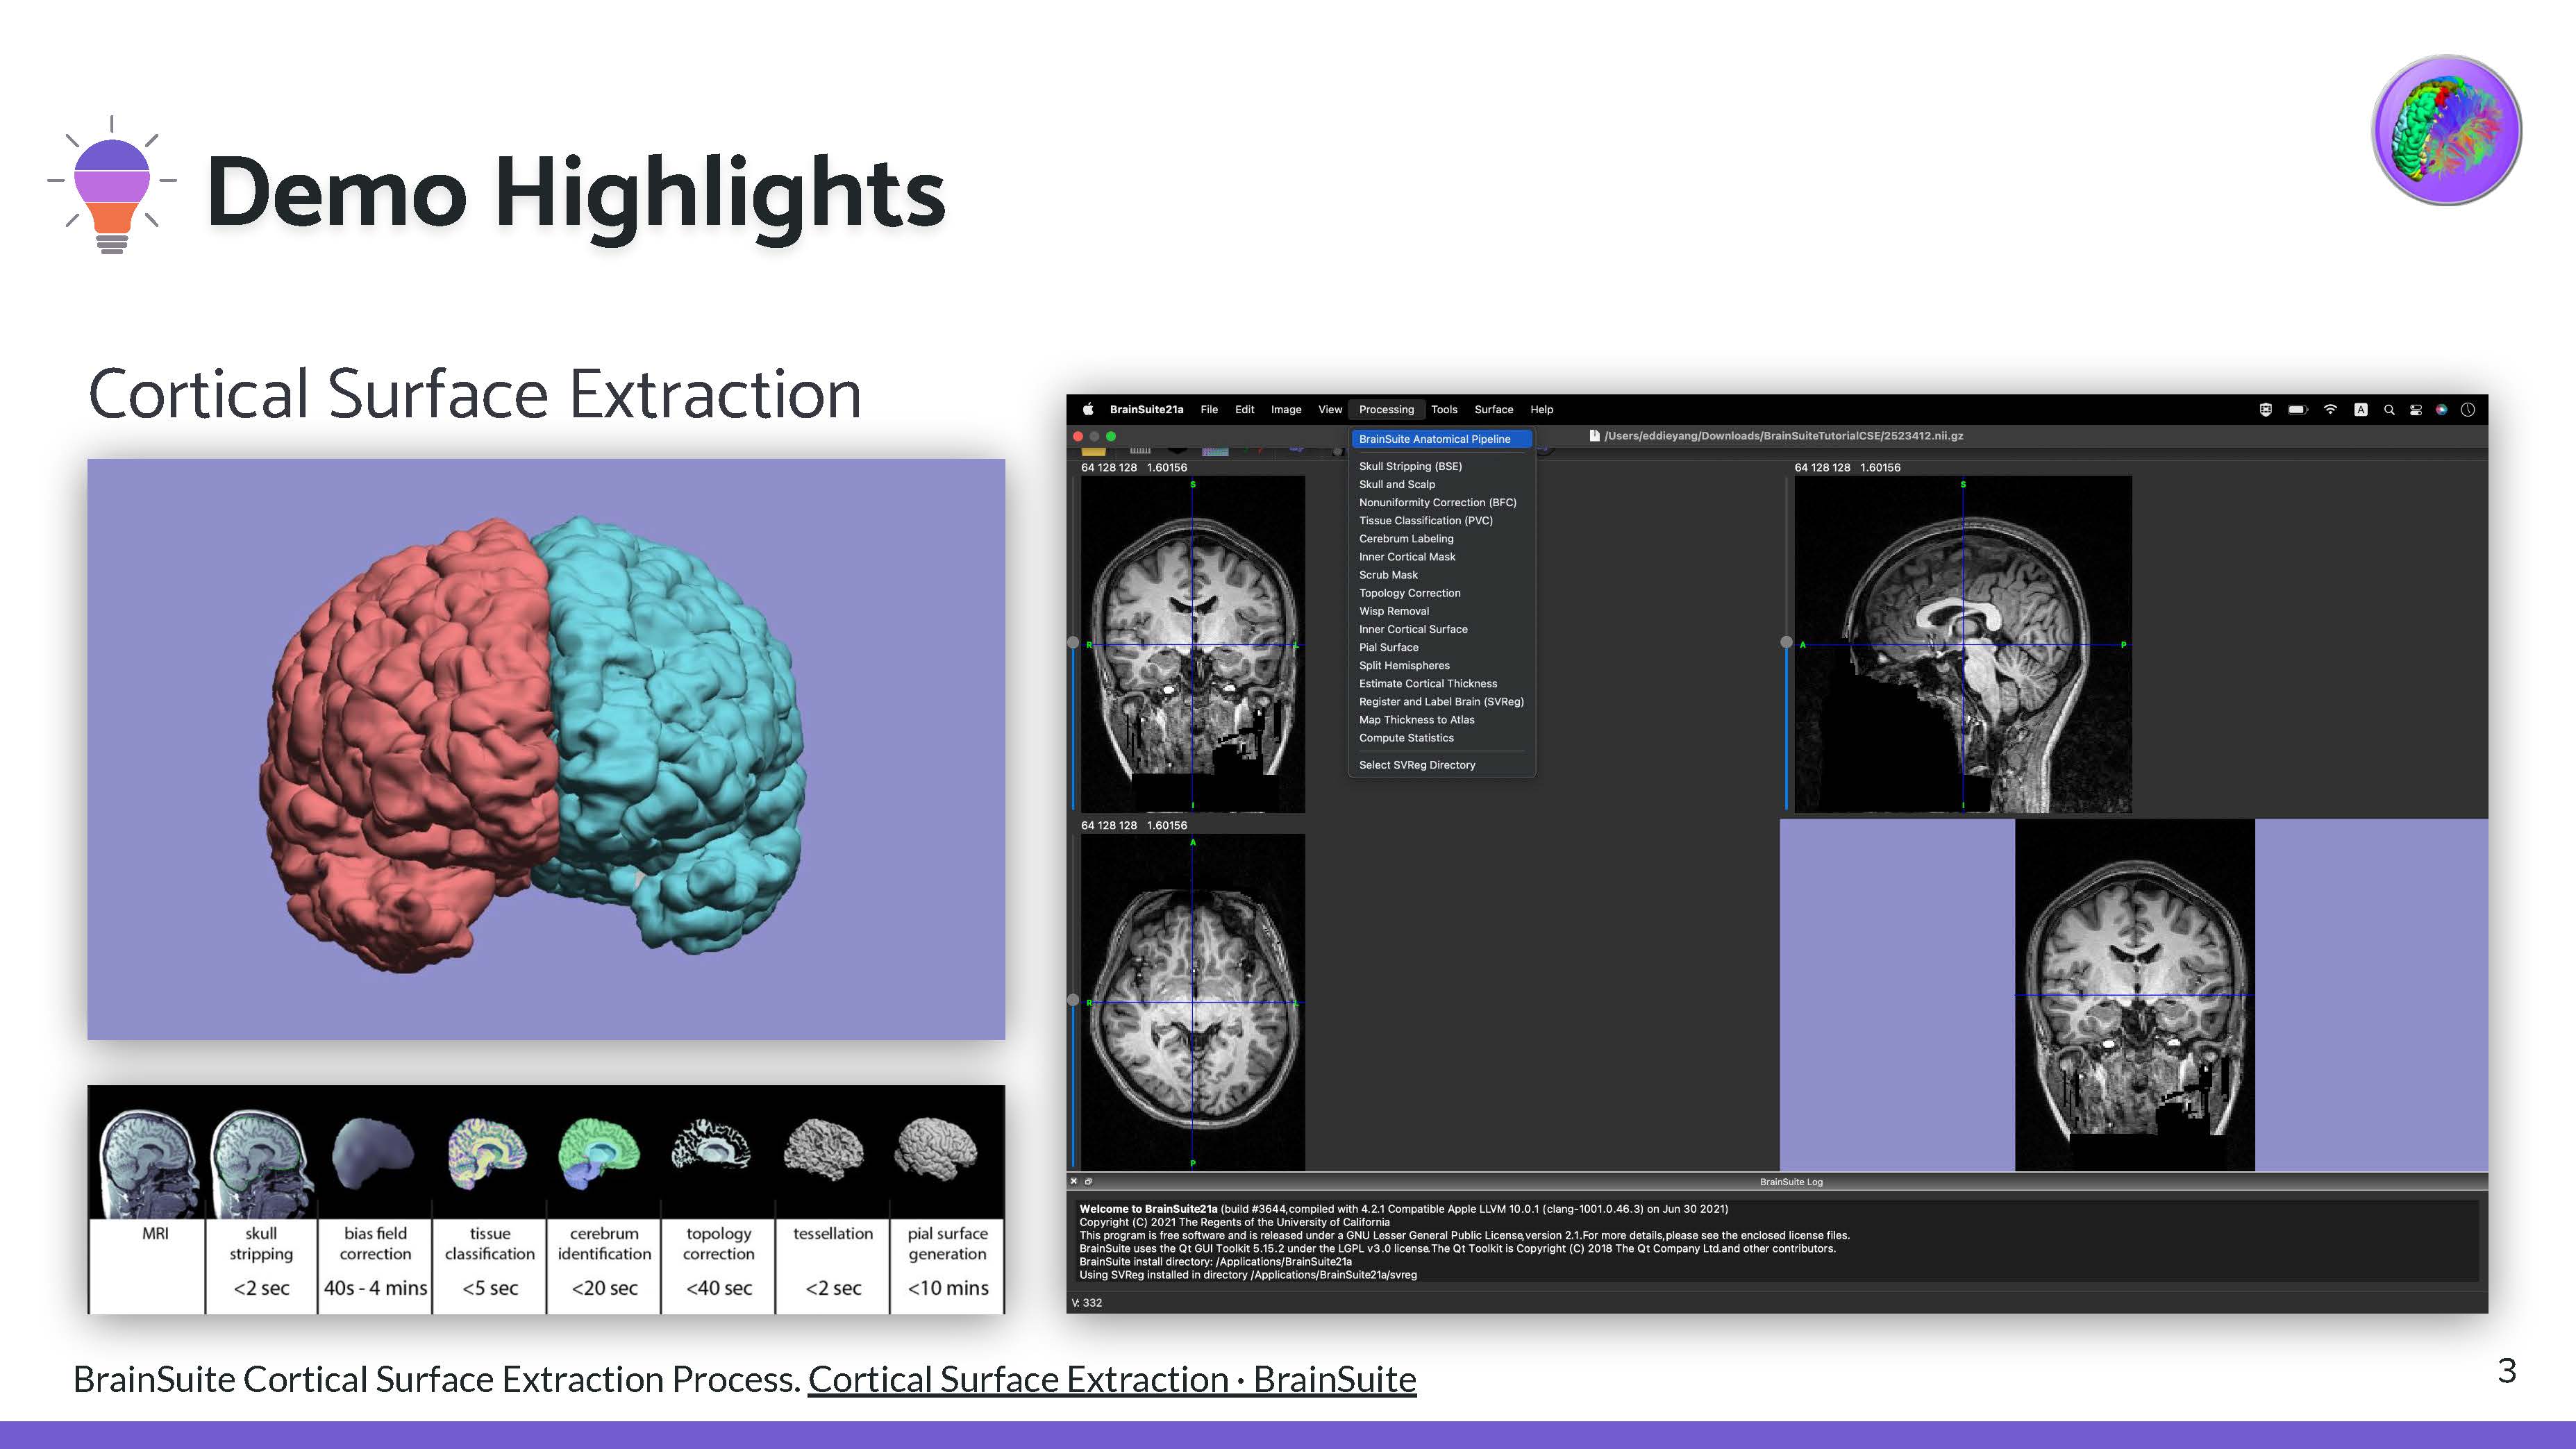 Demo Highlights
Cortical Surface Extraction
MRI
skull
stripping
<2 sec
bias field
correction
40s - 4 mins
tissue
classification
<5 sec
cerebrum
identification
<20 sec
topology
correction
<40 sec
tessellation
<2 sec
pial surface
generation
<10 mins
BrainSuite21a File Edit Image View Processing Tools Surface Help
A
/Users/eddieyang/Downloads/BrainSuiteTutorialCSE/2523412.nii.gz
BrainSuite Anatomical Pipeline
Skull Stripping (BSE)
Skull and Scalp
Nonuniformity Correction (BFC)
Tissue Classification (PVC)
Cerebrum Labeling
Inner Cortical Mask
Scrub Mask
Topology Correction
Wisp Removal
Inner Cortical Surface
Pial Surface
Split Hemispheres
Estimate Cortical Thickness
Register and Label Brain (SVReg)
Map Thickness to Atlas
Compute Statistics
Select SVReg Directory
64 128 128 1.60156
S
R
L
I
64 128 128 1.60156
S
A
P
I
64 128 128 1.60156
A
R
L
P
BrainSuite Log
Welcome to BrainSuite21a (build #3644,compiled with 4.2.1 Compatible Apple LLVM 10.0.1 (clang-1001.0.46.3) on Jun 30 2021)
Copyright (C) 2021 The Regents of the University of California
This program is free software and is released under a GNU Lesser General Public License,version 2.1.For more details,please see the enclosed license files.
BrainSuite uses the Qt GUI Toolkit 5.15.2 under the LGPL v3.0 license.The Qt Toolkit is Copyright (C) 2018 The Qt Company Ltd.and other contributors.
BrainSuite install directory: /Applications/BrainSuite21a
Using SVReg installed in directory /Applications/BrainSuite21a/svreg
V: 332
BrainSuite Cortical Surface Extraction Process. Cortical Surface Extraction · BrainSuite
3